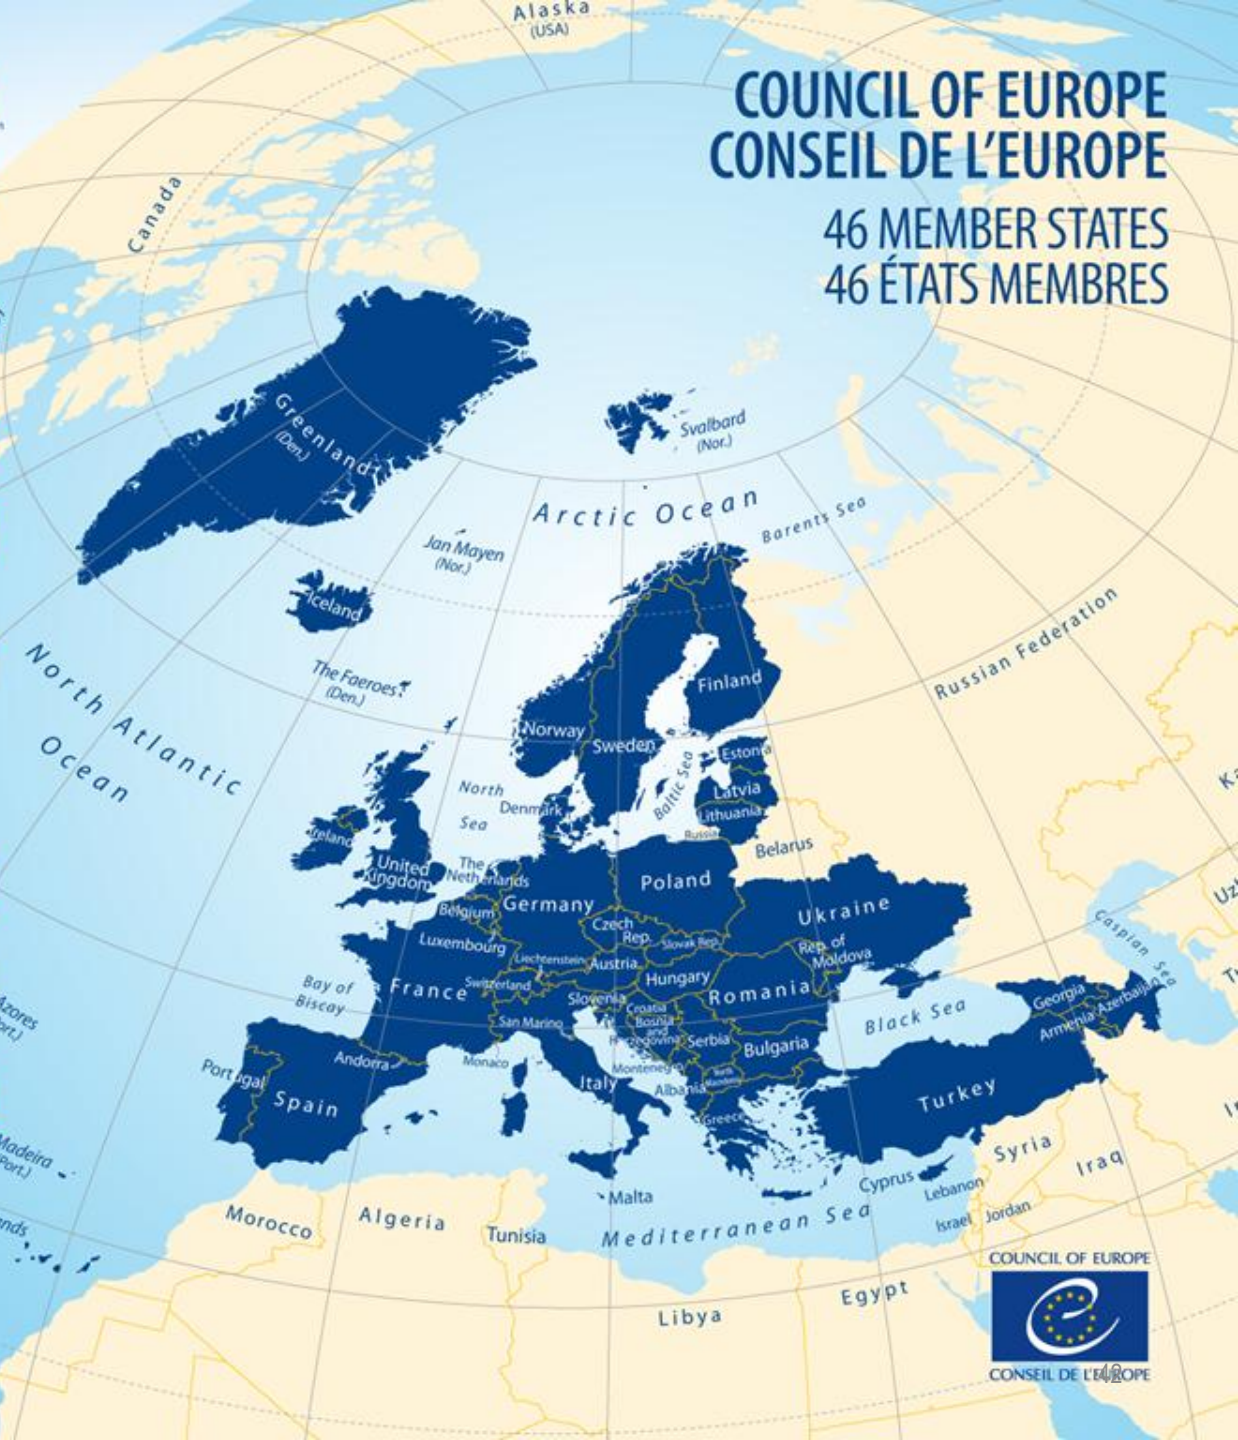 Alaska
(USA)
COUNCIL OF EUROPE
CONSEIL DE L'EUROPE
46 MEMBER STATES
46 ÉTATS MEMBRES
Canada
Greenland
(Den.)
Svalbard
(Nor.)
Arctic Ocean
Barents Sea
Jan Mayen
(Nor.)
Iceland
Russian Federation
North Atlantic
Ocean
The Faeroes
(Den.)
Finland
Norway
Sweden
Estonia
Baltic Sea
North
Sea
Denmark
Latvia
Lithuania
Russia
Belarus
Ireland
United
Kingdom
The
Netherlands
Poland
Belgium
Germany
Ukraine
Czech
Rep.
Slovak Rep.
Luxembourg
Liechtenstein
Austria
Rep. of
Moldova
Caspian Sea
Bay of
Biscay
France
Switzerland
Hungary
Romania
Slovenia
Croatia
San Marino
Bosnia
and
Herzegovina
Serbia
Bulgaria
Black Sea
Georgia
Armenia
Azerbaijan
Azores
Andorra
Monaco
Montenegro
Portugal
Spain
Italy
Albania
North
Macedonia
Greece
Turkey
Madeira
(Port.)
Malta
Cyprus
Syria
Iraq
Lebanon
Israel
Jordan
Morocco
Algeria
Tunisia
Mediterranean Sea
Libya
Egypt
COUNCIL OF EUROPE
CONSEIL DE L'EUROPE
42